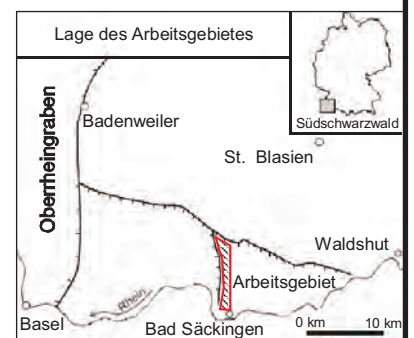 Lage des Arbeitsgebietes
Südschwarzwald
Oberrheingraben
Badenweiler
St. Blasien
Waldshut
Arbeitsgebiet
Rhein
Basel
Bad Säckingen
0 km 10 km